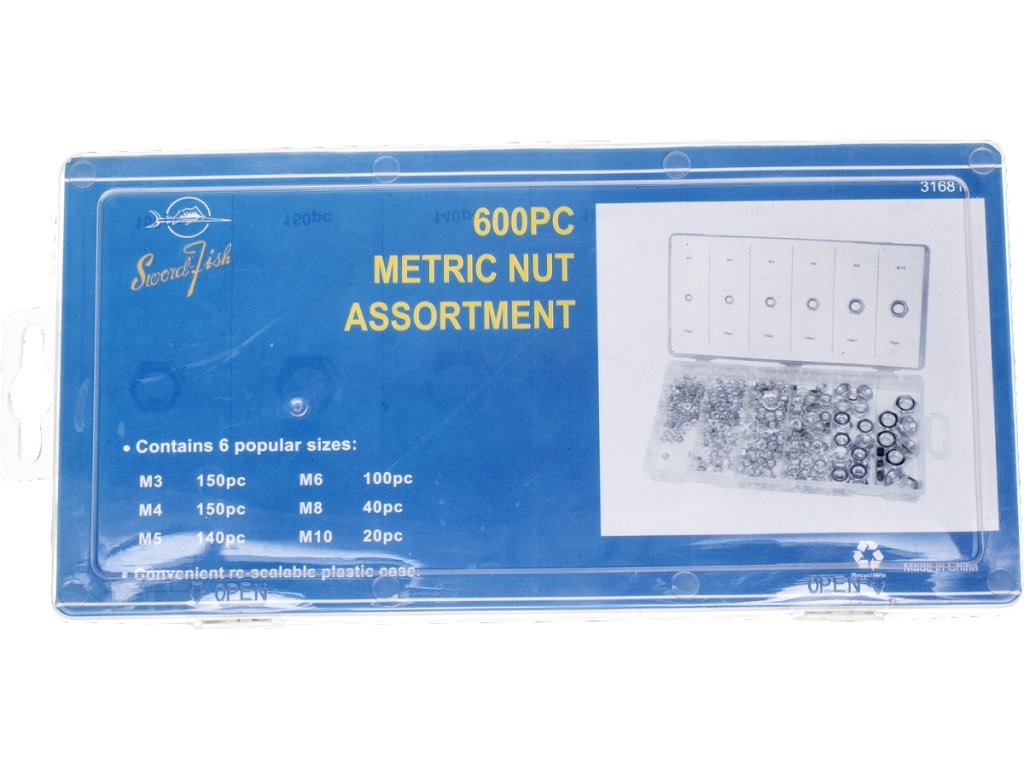 31681
Sword Fish
600PC
METRIC NUT
ASSORTMENT
• Contains 6 popular sizes:
M3 150pc M6 100pc
M4 150pc M8 40pc
M5 140pc M10 20pc
• Convenient re-sealable plastic case.
Recyclable
Made In China
OPEN OPEN